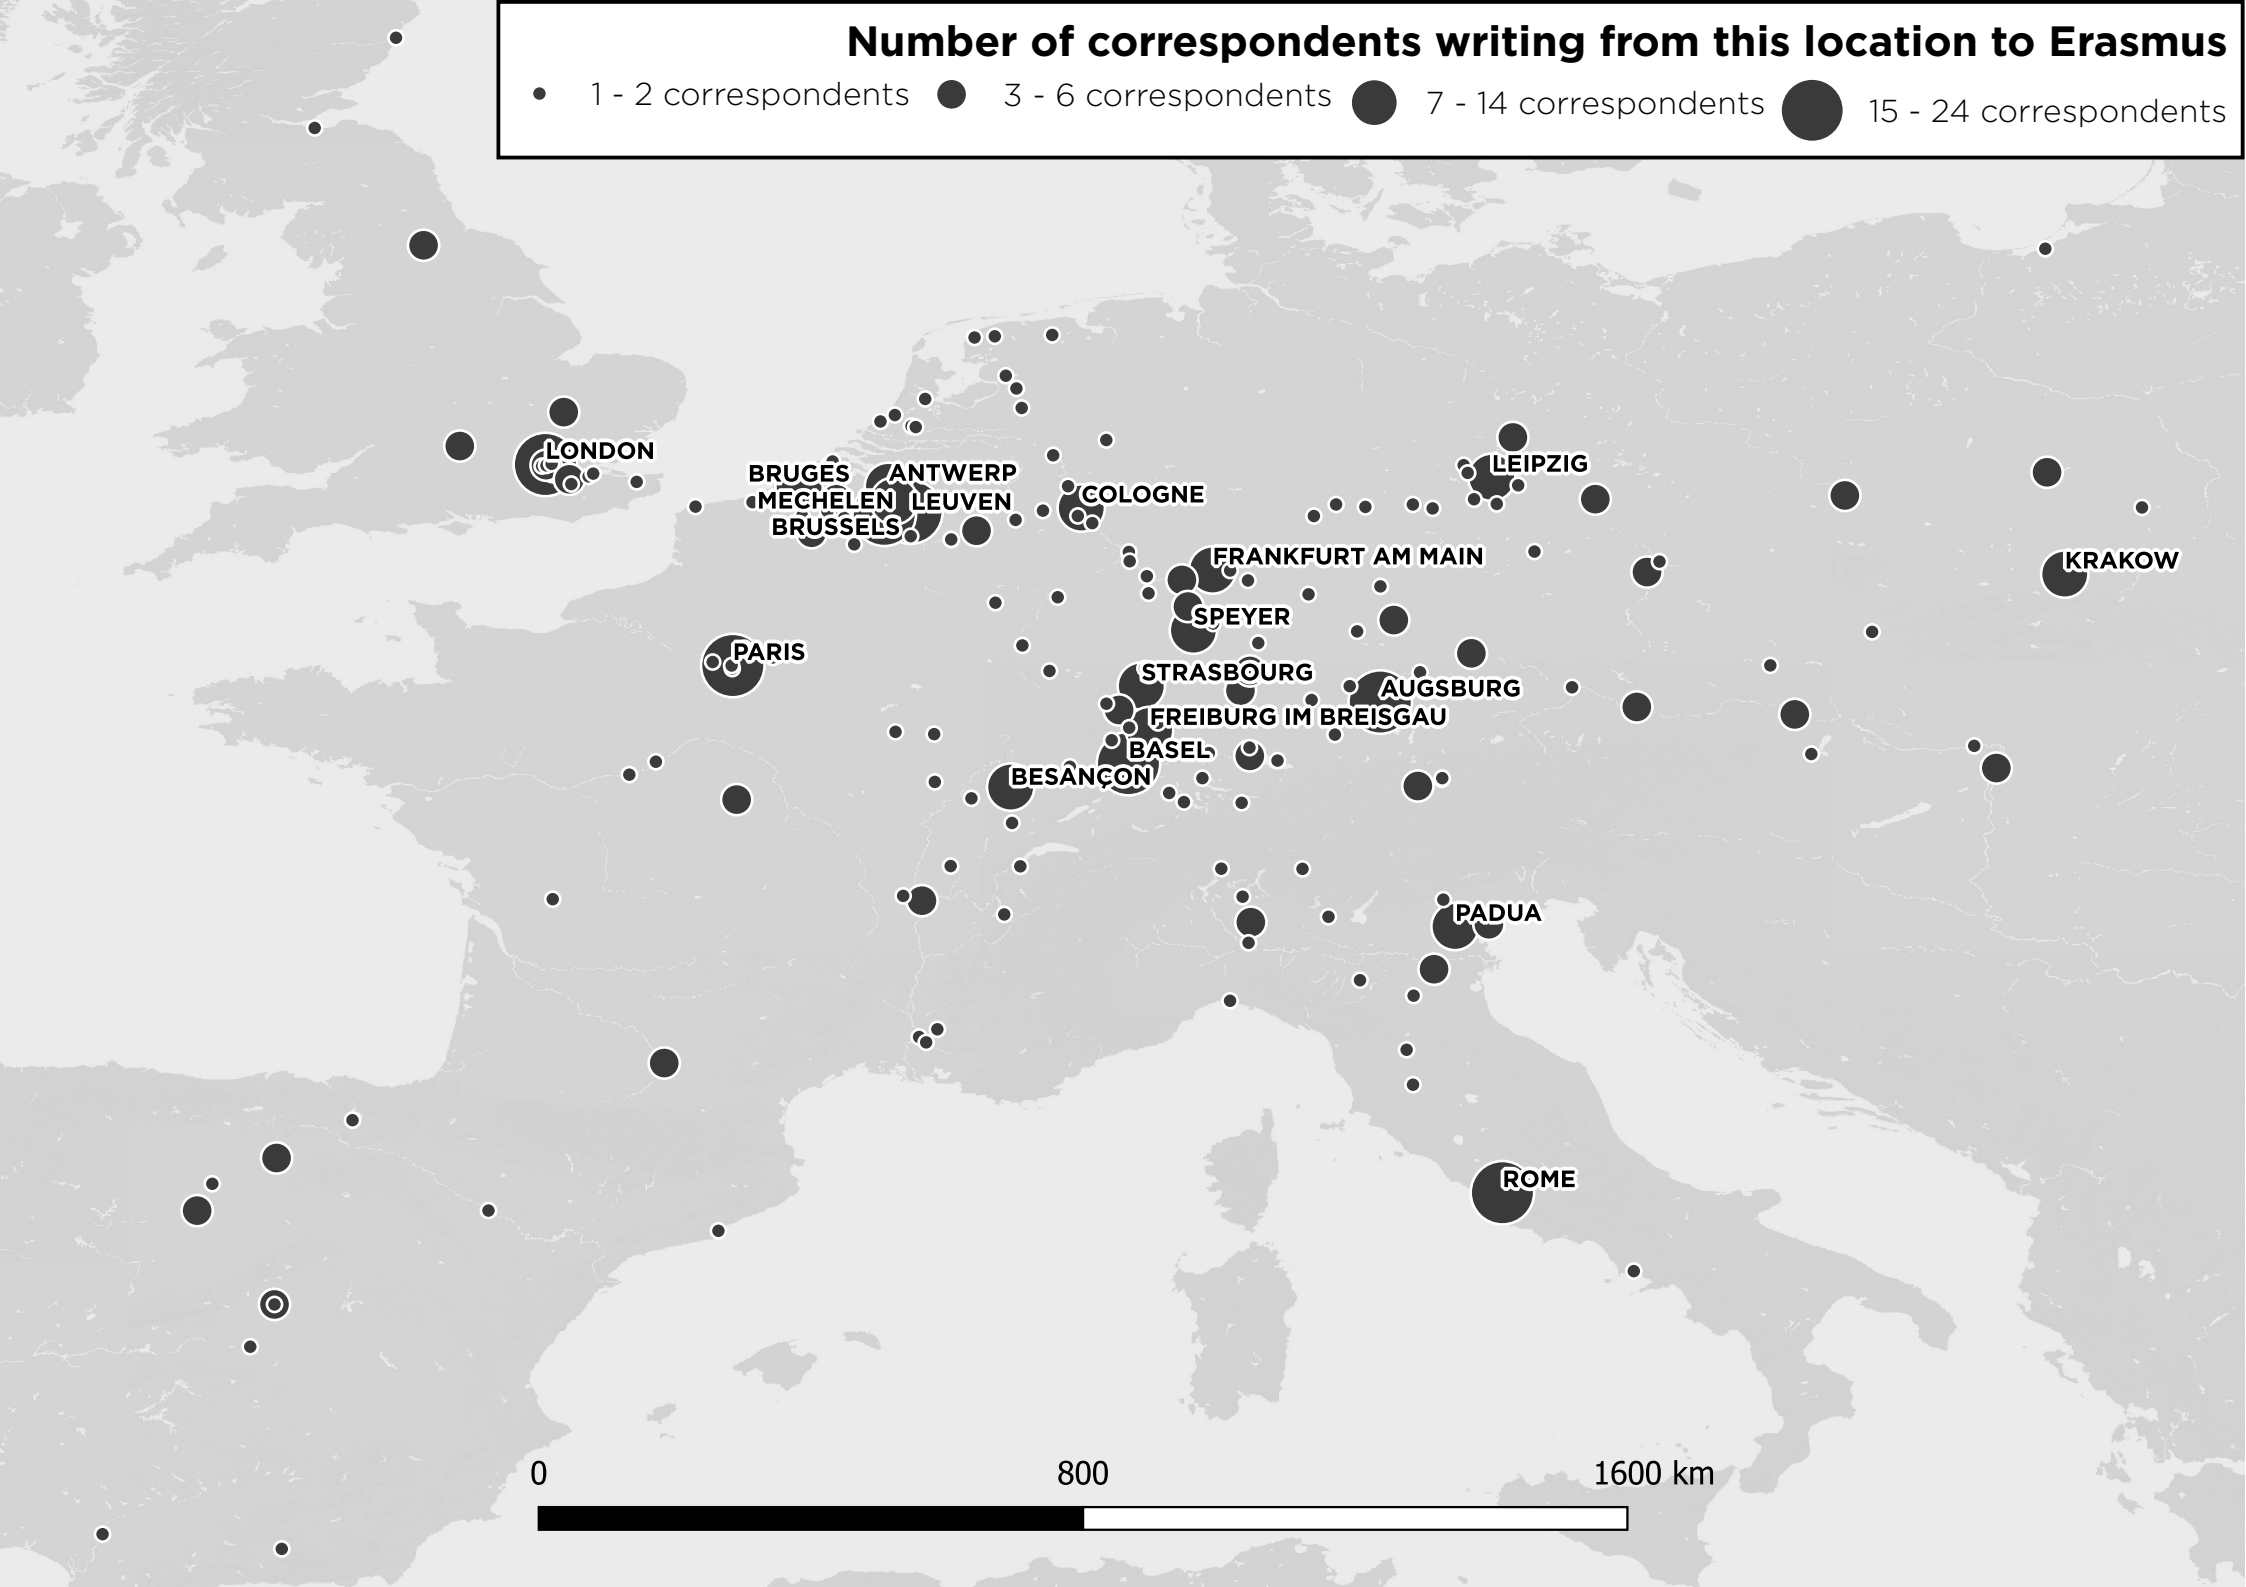 Number of correspondents writing from this location to Erasmus
1 - 2 correspondents 3 - 6 correspondents 7 - 14 correspondents 15 - 24 correspondents
LONDON
LEIPZIG
BRUGES
ANTWERP
COLOGNE
MECHELEN
LEUVEN
BRUSSELS
FRANKFURT AM MAIN
KRAKOW
SPEYER
PARIS
STRASBOURG
AUGSBURG
FREIBURG IM BREISGAU
BASEL
BESANÇON
PADUA
ROME
0 800 1600 km